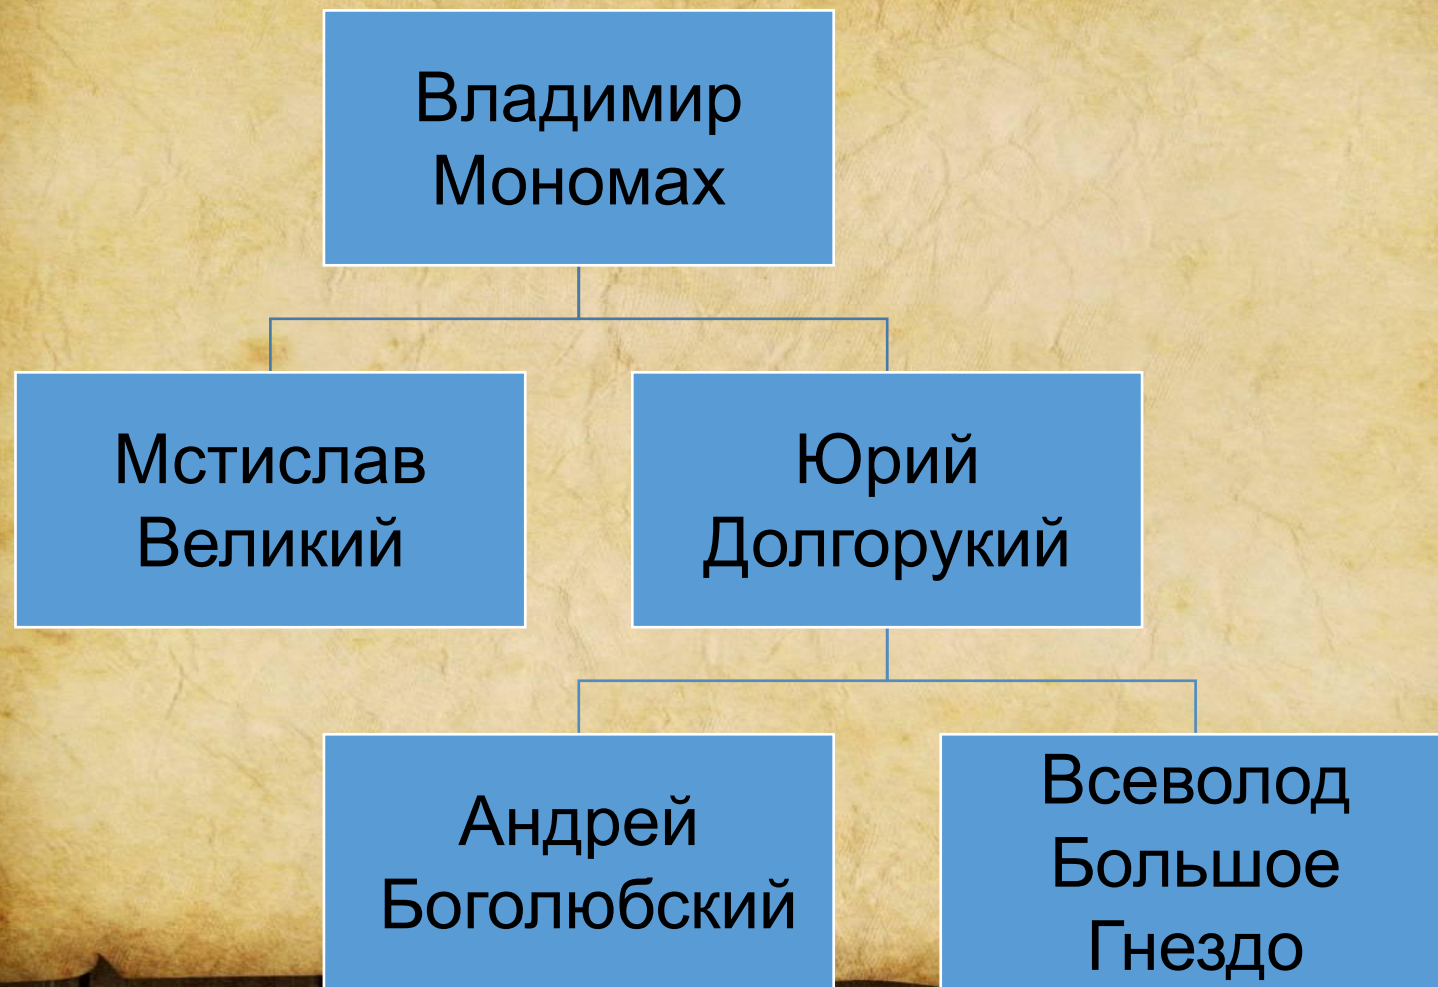 Владимир
Мономах
Мстислав
Великий
Юрий
Долгорукий
Андрей
Боголюбский
Всеволод
Большое
Гнездо